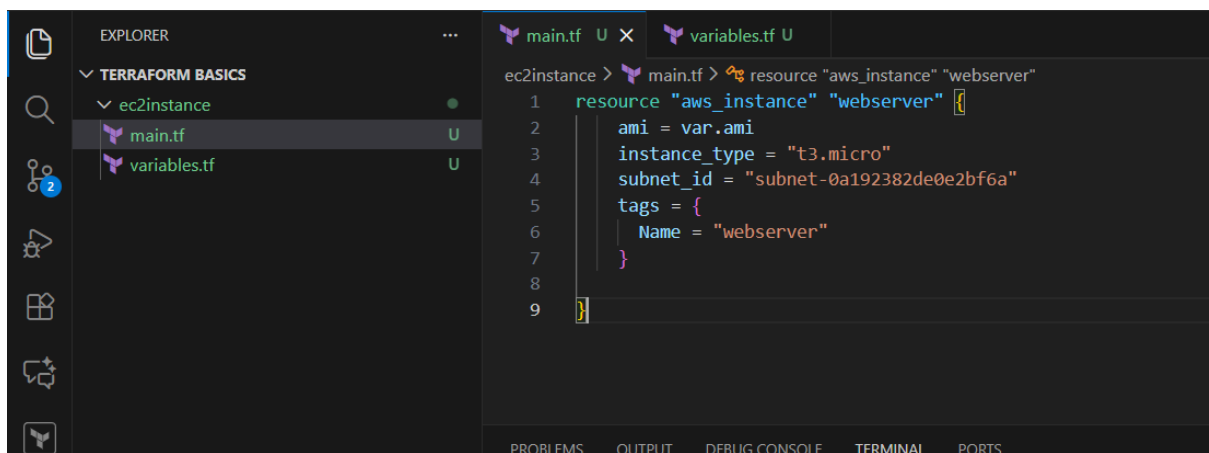 EXPLORER
...
TERRAFORM BASICS
ec2instance
main.tf U
variables.tf U
2
main.tf U
variables.tf U
ec2instance > main.tf > resource "aws_instance" "webserver"
1 resource "aws_instance" "webserver" {
2 ami = var.ami
3 instance_type = "t3.micro"
4 subnet_id = "subnet-0a192382de0e2bf6a"
5 tags = {
6 Name = "webserver"
7 }
8
9 }
PROBLEMS OUTPUT DEBUG CONSOLE TERMINAL PORTS